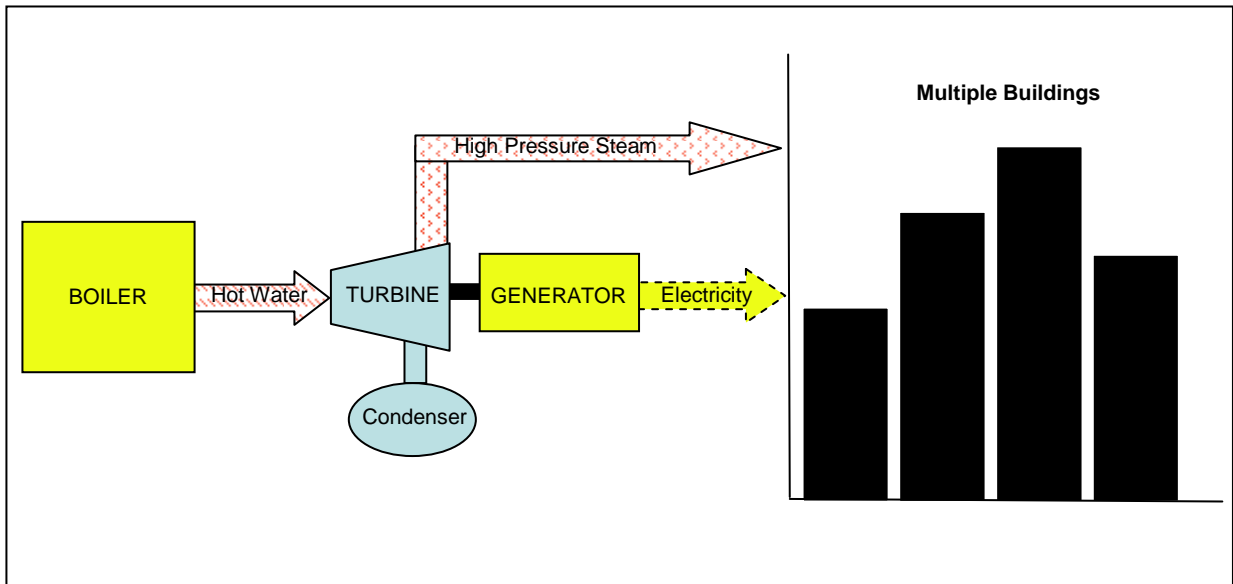 Multiple Buildings
High Pressure Steam
BOILER
Hot Water
TURBINE
GENERATOR
Electricity
Condenser